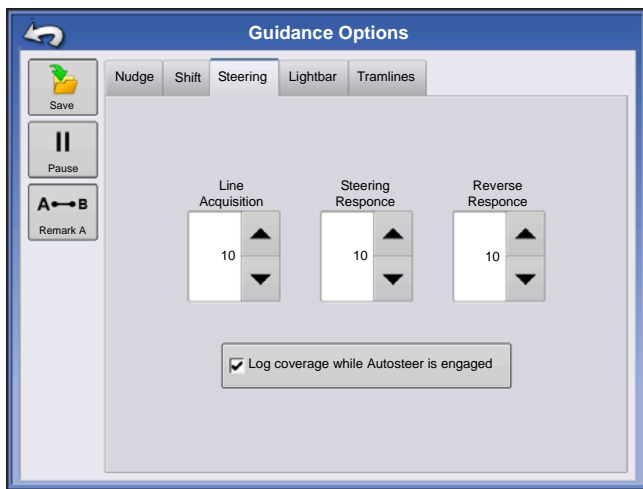 Guidance Options
Save
Pause
A B
Remark A
Nudge Shift Steering Lightbar Tramlines
Line
Acquisition
10
Steering
Responce
10
Reverse
Responce
10
Log coverage while Autosteer is engaged